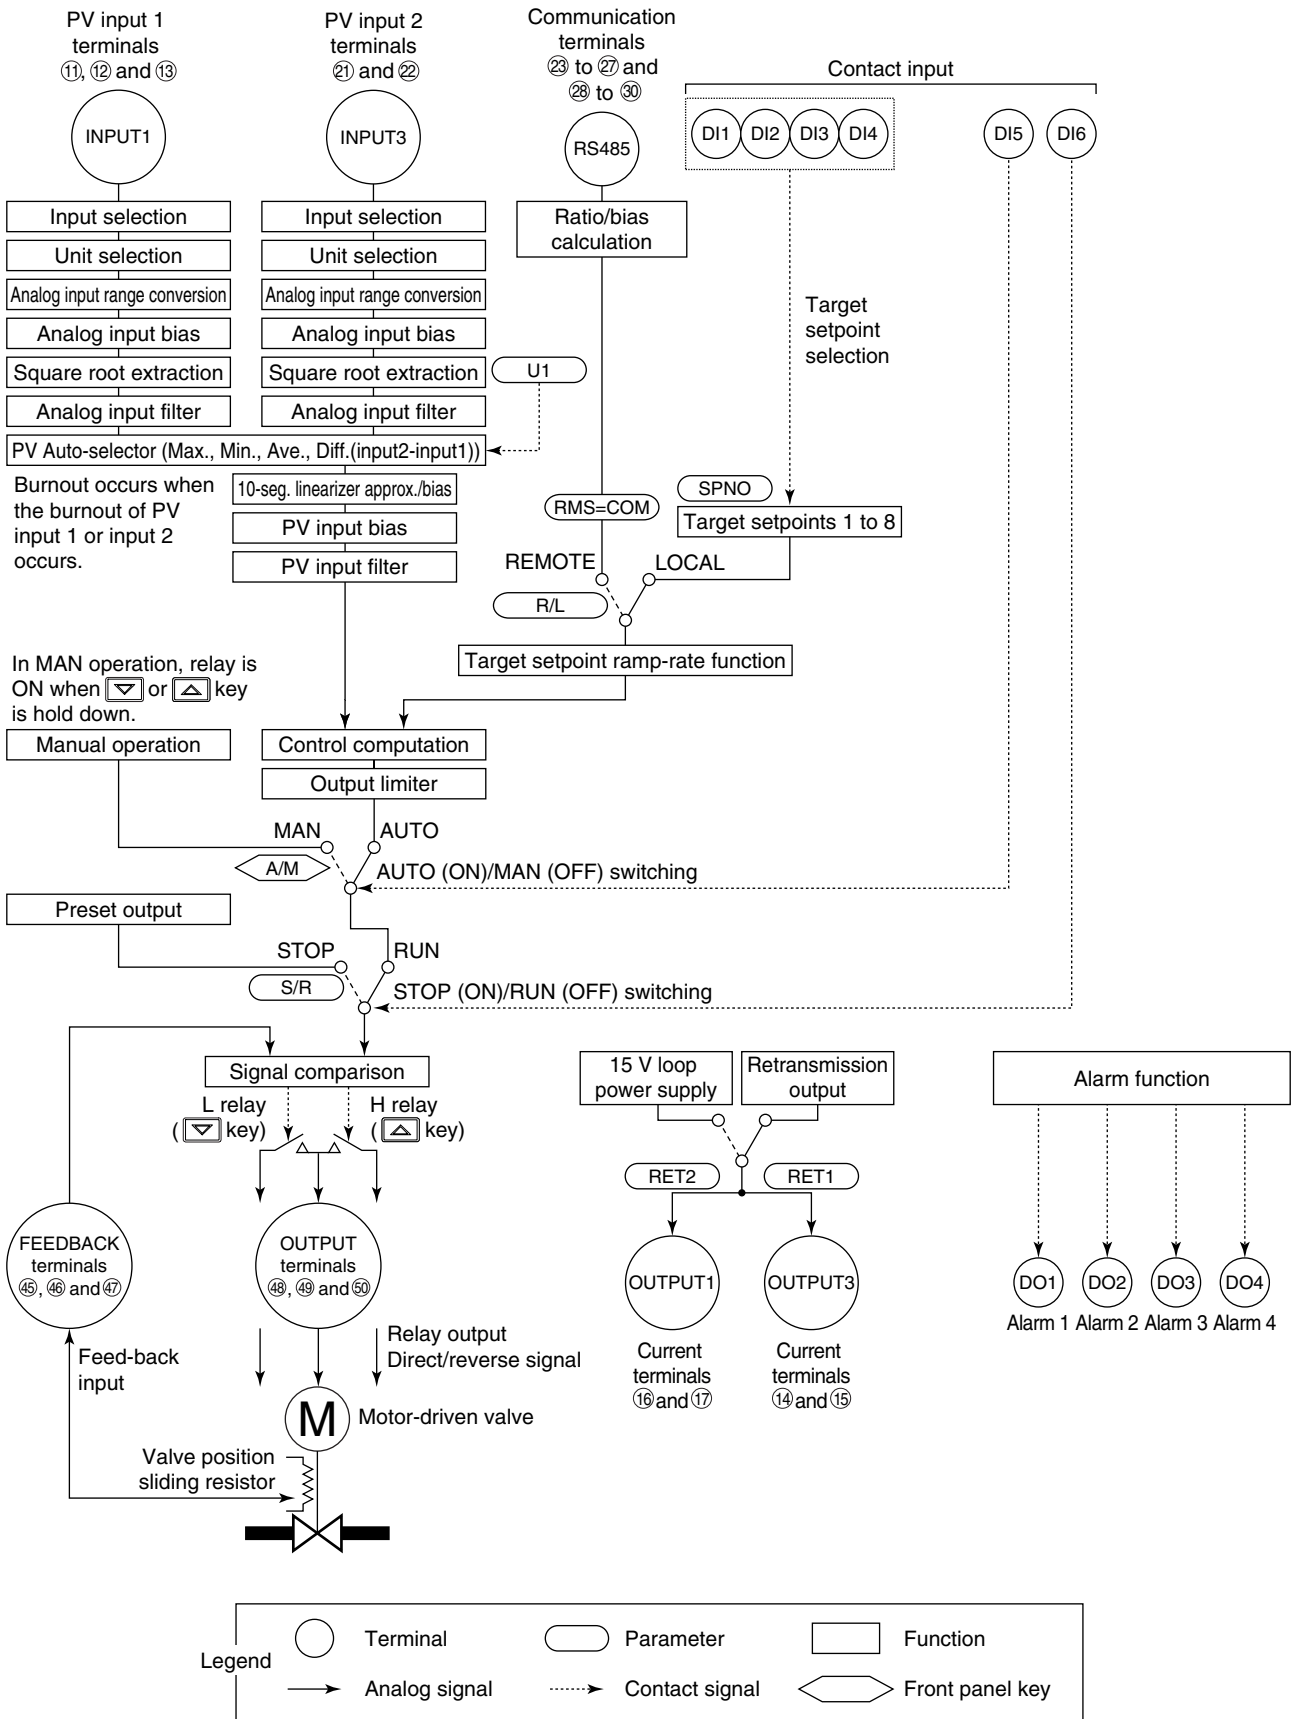 PV input 1
terminals
⑪, ⑫ and ⑬
PV input 2
terminals
㉑ and ㉒
Communication
terminals
㉓ to ㉗ and
㉘ to ㉚
Contact input
INPUT1
INPUT3
RS485
DI1
DI2
DI3
DI4
DI5
DI6
Input selection
Unit selection
Analog input range conversion
Analog input bias
Square root extraction
Analog input filter
Input selection
Unit selection
Analog input range conversion
Analog input bias
Square root extraction
Analog input filter
Ratio/bias
calculation
Target
setpoint
selection
U1
PV Auto-selector (Max., Min., Ave., Diff.(input2-input1))
Burnout occurs when
the burnout of PV
input 1 or input 2
occurs.
10-seg. linearizer approx./bias
PV input bias
PV input filter
RMS=COM
SPNO
Target setpoints 1 to 8
REMOTE
LOCAL
R/L
Target setpoint ramp-rate function
In MAN operation, relay is
ON when ▽ or △ key
is hold down.
Manual operation
Control computation
Output limiter
MAN
AUTO
A/M
AUTO (ON)/MAN (OFF) switching
Preset output
STOP
RUN
S/R
STOP (ON)/RUN (OFF) switching
Signal comparison
L relay
( ▽ key)
H relay
( △ key)
15 V loop
power supply
Retransmission
output
Alarm function
RET2
RET1
FEEDBACK
terminals
㊺, ㊻ and ㊼
OUTPUT
terminals
㊽, ㊾ and ㊿
OUTPUT1
OUTPUT3
DO1
DO2
DO3
DO4
Alarm 1
Alarm 2
Alarm 3
Alarm 4
Current
terminals
⑯ and ⑰
Current
terminals
⑭ and ⑮
Feed-back
input
Relay output
Direct/reverse signal
M
Motor-driven valve
Valve position
sliding resistor
Legend
Terminal
Parameter
Function
Analog signal
Contact signal
Front panel key